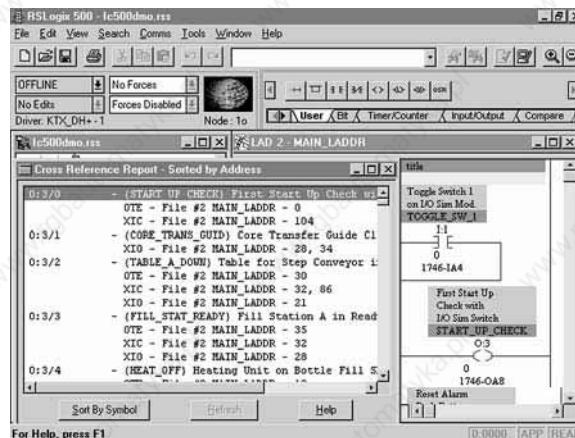 RSLogix 500 - lc500dmo.rss
File Edit View Search Comms Tools Window Help
OFFLINE No Forces
No Edits Forces Disabled
Driver: KTX_DH+ - 1 Node: 1o
User Bit Timer/Counter Input/Output Compare
lc500dmo.rss
LAD 2 - MAIN_LADDR
Cross Reference Report - Sorted by Address
O:3/0 - (START UP CHECK) First Start Up Check wi
OTE - File #2 MAIN_LADDR - 0
XIC - File #2 MAIN_LADDR - 104
O:3/1 - (CORE_TRANS_GUID) Core Transfer Guide Cl
XIO - File #2 MAIN_LADDR - 28, 34
O:3/2 - (TABLE_A_DOWN) Table for Step Conveyor i
OTE - File #2 MAIN_LADDR - 30
XIC - File #2 MAIN_LADDR - 32, 86
XIO - File #2 MAIN_LADDR - 21
O:3/3 - (FILL_STAT_READY) Fill Station A in Read
OTE - File #2 MAIN_LADDR - 35
XIC - File #2 MAIN_LADDR - 32
XIO - File #2 MAIN_LADDR - 28
O:3/4 - (HEAT_OFF) Heating Unit on Bottle Fill S
Sort By Symbol Refresh Help
title
Toggle Switch 1
on I/O Sim Mod.
TOGGLE_SW_1
I:1
0
1746-IA4
First Start Up
Check with
I/O Sim Switch
START_UP_CHECK
O:3
0
1746-OA8
Reset Alarm
For Help, press F1
0:0000 APP REA